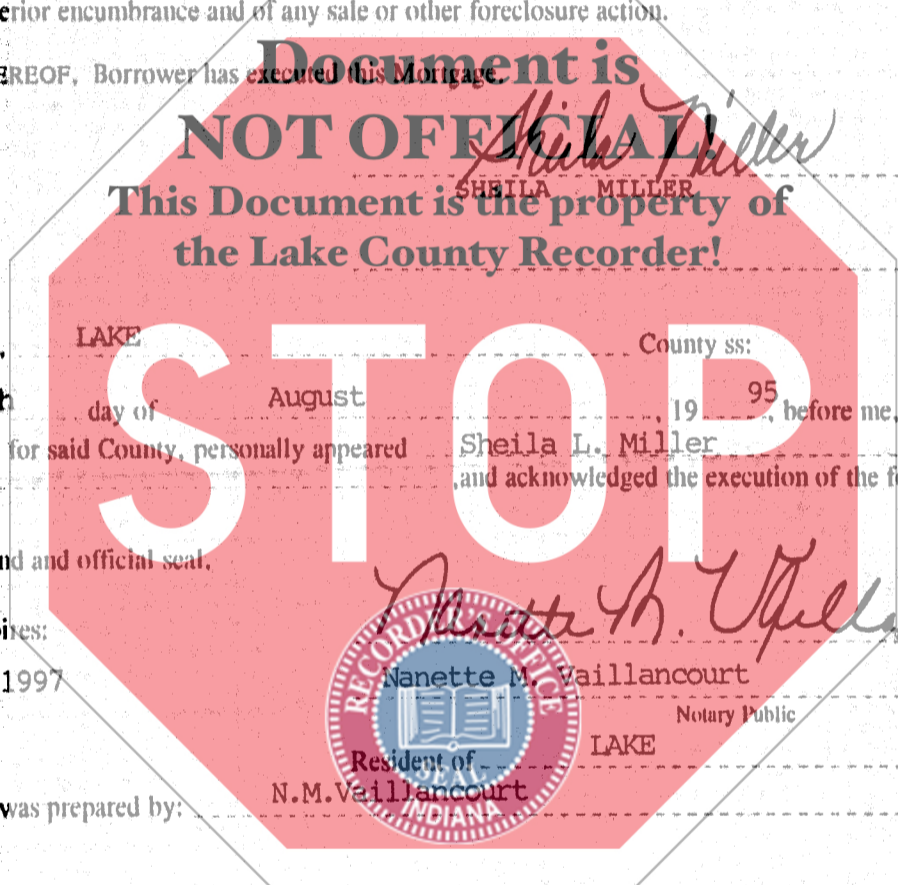 erior encumbrance and of any sale or other foreclosure action.
Document is
EREOF, Borrower has executed this Mortgage.
NOT OFFICIAL!
Sheila Miller
SHEILA MILLER
This Document is the property of
the Lake County Recorder!
STOP
LAKE County ss:
h day of August , 19 95 , before me,
for said County, personally appeared Sheila L. Miller
,and acknowledged the execution of the f
nd and official seal.
ires:
Nanette M.
1997 Nanette M. Vaillancourt
Notary Public
RECORDER'S OFFICE
SEAL
INDIANA
Resident of LAKE
was prepared by: N.M.Vaillancourt